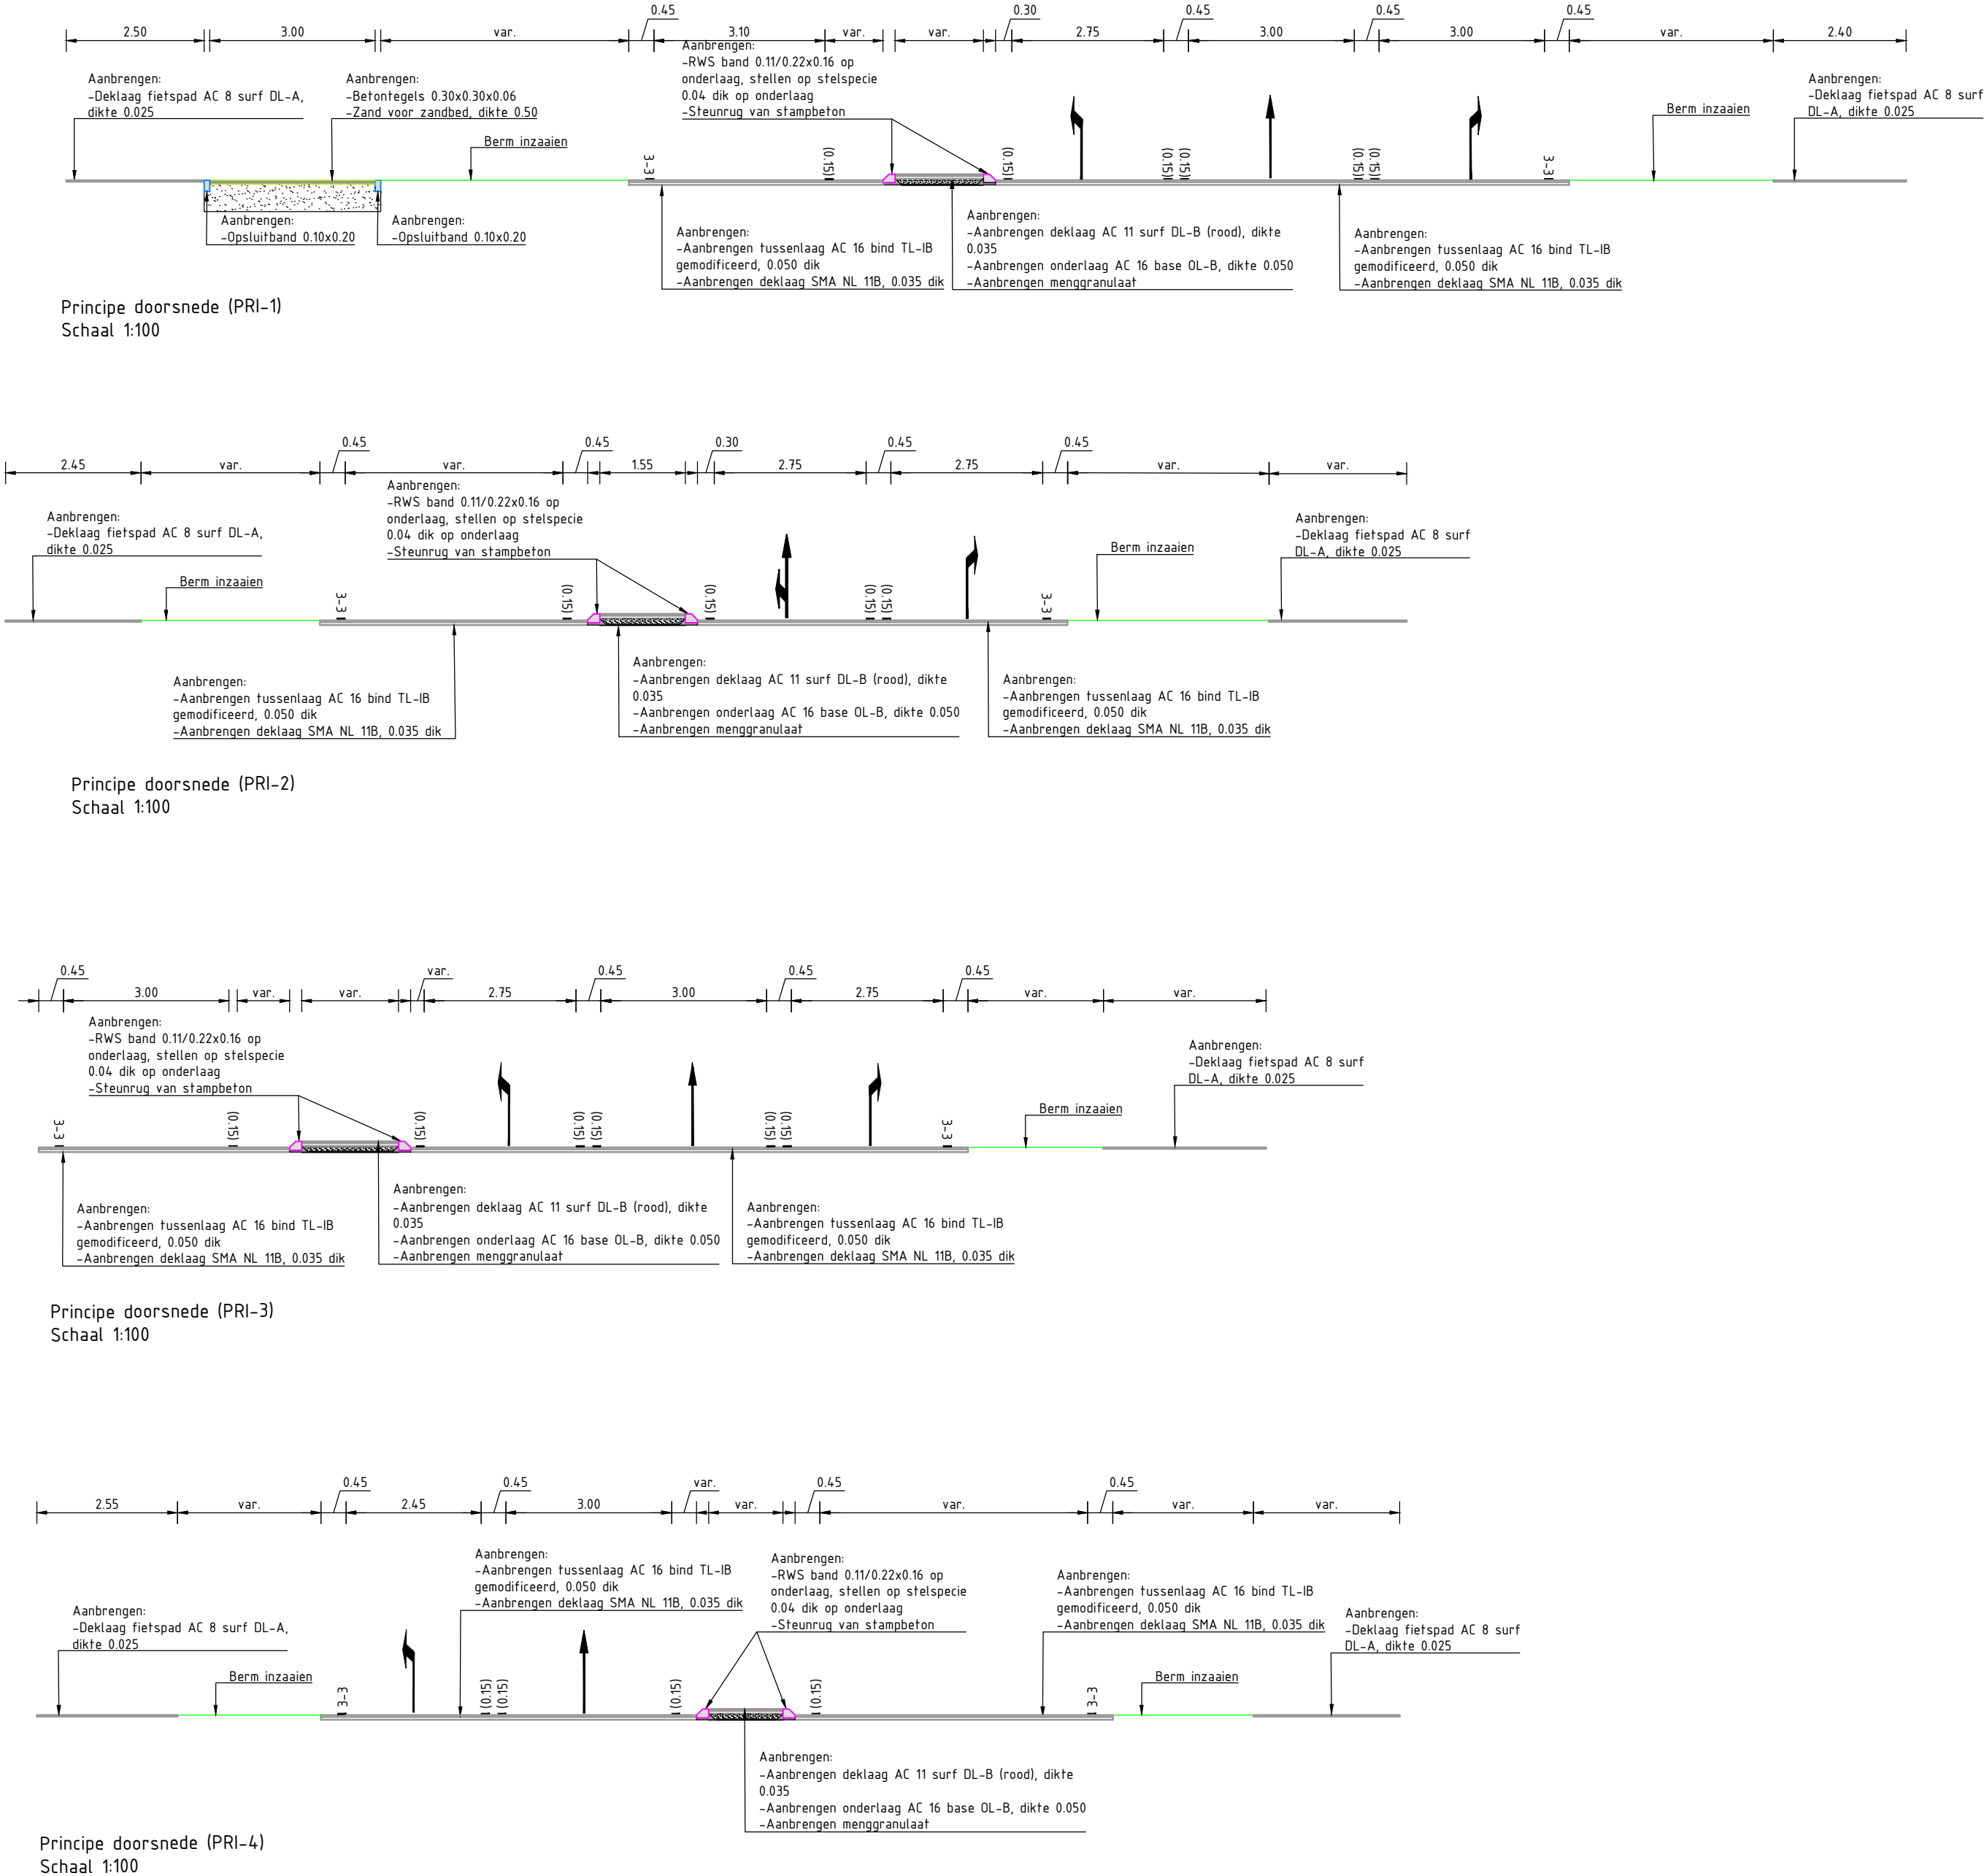 0.45
0.30
0.45
0.45
0.45
2.50
3.00
var.
3.10
var.
var.
2.75
3.00
3.00
var.
2.40
Aanbrengen:
-Deklaag fietspad AC 8 surf DL-A,
dikte 0.025
Aanbrengen:
-Betontegels 0.30x0.30x0.06
-Zand voor zandbed, dikte 0.50
Berm inzaaien
Aanbrengen:
-RWS band 0.11/0.22x0.16 op
onderlaag, stellen op stelspecie
0.04 dik op onderlaag
-Steunrug van stampbeton
Berm inzaaien
Aanbrengen:
-Deklaag fietspad AC 8 surf
DL-A, dikte 0.025
3-3
(0.15)
(0.15)
(0.15)
(0.15)
(0.15)
(0.15)
3-3
Aanbrengen:
-Opsluitband 0.10x0.20
Aanbrengen:
-Opsluitband 0.10x0.20
Aanbrengen:
-Aanbrengen tussenlaag AC 16 bind TL-IB
gemodificeerd, 0.050 dik
-Aanbrengen deklaag SMA NL 11B, 0.035 dik
Aanbrengen:
-Aanbrengen deklaag AC 11 surf DL-B (rood), dikte
0.035
-Aanbrengen onderlaag AC 16 base OL-B, dikte 0.050
-Aanbrengen menggranulaat
Aanbrengen:
-Aanbrengen tussenlaag AC 16 bind TL-IB
gemodificeerd, 0.050 dik
-Aanbrengen deklaag SMA NL 11B, 0.035 dik
Principe doorsnede (PRI-1)
Schaal 1:100
0.45
0.45
0.30
0.45
0.45
2.45
var.
var.
1.55
2.75
2.75
var.
var.
Aanbrengen:
-Deklaag fietspad AC 8 surf DL-A,
dikte 0.025
Berm inzaaien
Aanbrengen:
-RWS band 0.11/0.22x0.16 op
onderlaag, stellen op stelspecie
0.04 dik op onderlaag
-Steunrug van stampbeton
Berm inzaaien
Aanbrengen:
-Deklaag fietspad AC 8 surf
DL-A, dikte 0.025
3-3
(0.15)
(0.15)
(0.15)
(0.15)
3-3
Aanbrengen:
-Aanbrengen tussenlaag AC 16 bind TL-IB
gemodificeerd, 0.050 dik
-Aanbrengen deklaag SMA NL 11B, 0.035 dik
Aanbrengen:
-Aanbrengen deklaag AC 11 surf DL-B (rood), dikte
0.035
-Aanbrengen onderlaag AC 16 base OL-B, dikte 0.050
-Aanbrengen menggranulaat
Aanbrengen:
-Aanbrengen tussenlaag AC 16 bind TL-IB
gemodificeerd, 0.050 dik
-Aanbrengen deklaag SMA NL 11B, 0.035 dik
Principe doorsnede (PRI-2)
Schaal 1:100
0.45
var.
0.45
0.45
0.45
3.00
var.
var.
2.75
3.00
2.75
var.
var.
Aanbrengen:
-RWS band 0.11/0.22x0.16 op
onderlaag, stellen op stelspecie
0.04 dik op onderlaag
-Steunrug van stampbeton
Berm inzaaien
Aanbrengen:
-Deklaag fietspad AC 8 surf
DL-A, dikte 0.025
3-3
(0.15)
(0.15)
(0.15)
(0.15)
(0.15)
(0.15)
3-3
Aanbrengen:
-Aanbrengen tussenlaag AC 16 bind TL-IB
gemodificeerd, 0.050 dik
-Aanbrengen deklaag SMA NL 11B, 0.035 dik
Aanbrengen:
-Aanbrengen deklaag AC 11 surf DL-B (rood), dikte
0.035
-Aanbrengen onderlaag AC 16 base OL-B, dikte 0.050
-Aanbrengen menggranulaat
Aanbrengen:
-Aanbrengen tussenlaag AC 16 bind TL-IB
gemodificeerd, 0.050 dik
-Aanbrengen deklaag SMA NL 11B, 0.035 dik
Principe doorsnede (PRI-3)
Schaal 1:100
0.45
0.45
var.
0.45
0.45
2.55
var.
2.45
3.00
var.
var.
var.
var.
Aanbrengen:
-Deklaag fietspad AC 8 surf DL-A,
dikte 0.025
Berm inzaaien
Aanbrengen:
-Aanbrengen tussenlaag AC 16 bind TL-IB
gemodificeerd, 0.050 dik
-Aanbrengen deklaag SMA NL 11B, 0.035 dik
Aanbrengen:
-RWS band 0.11/0.22x0.16 op
onderlaag, stellen op stelspecie
0.04 dik op onderlaag
-Steunrug van stampbeton
Aanbrengen:
-Aanbrengen tussenlaag AC 16 bind TL-IB
gemodificeerd, 0.050 dik
-Aanbrengen deklaag SMA NL 11B, 0.035 dik
Berm inzaaien
Aanbrengen:
-Deklaag fietspad AC 8 surf
DL-A, dikte 0.025
3-3
(0.15)
(0.15)
(0.15)
(0.15)
3-3
Aanbrengen:
-Aanbrengen deklaag AC 11 surf DL-B (rood), dikte
0.035
-Aanbrengen onderlaag AC 16 base OL-B, dikte 0.050
-Aanbrengen menggranulaat
Principe doorsnede (PRI-4)
Schaal 1:100